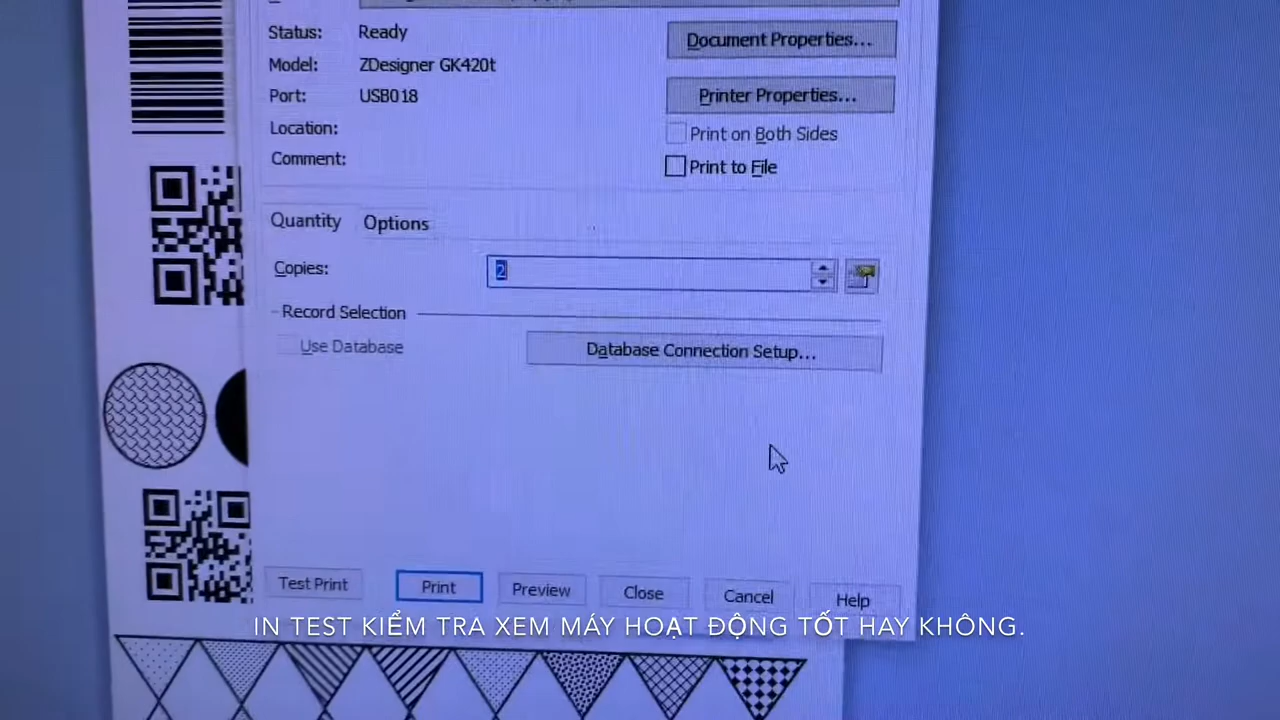 Status: Ready
Document Properties...
Model: ZDesigner GK420t
Port: USB018
Printer Properties...
Location:
Print on Both Sides
Comment:
Print to File
Quantity Options
Copies: 2
Record Selection
Use Database
Database Connection Setup...
Test Print Print Preview Close Cancel Help
IN TEST KIỂM TRA XEM MÁY HOẠT ĐỘNG TỐT HAY KHÔNG.